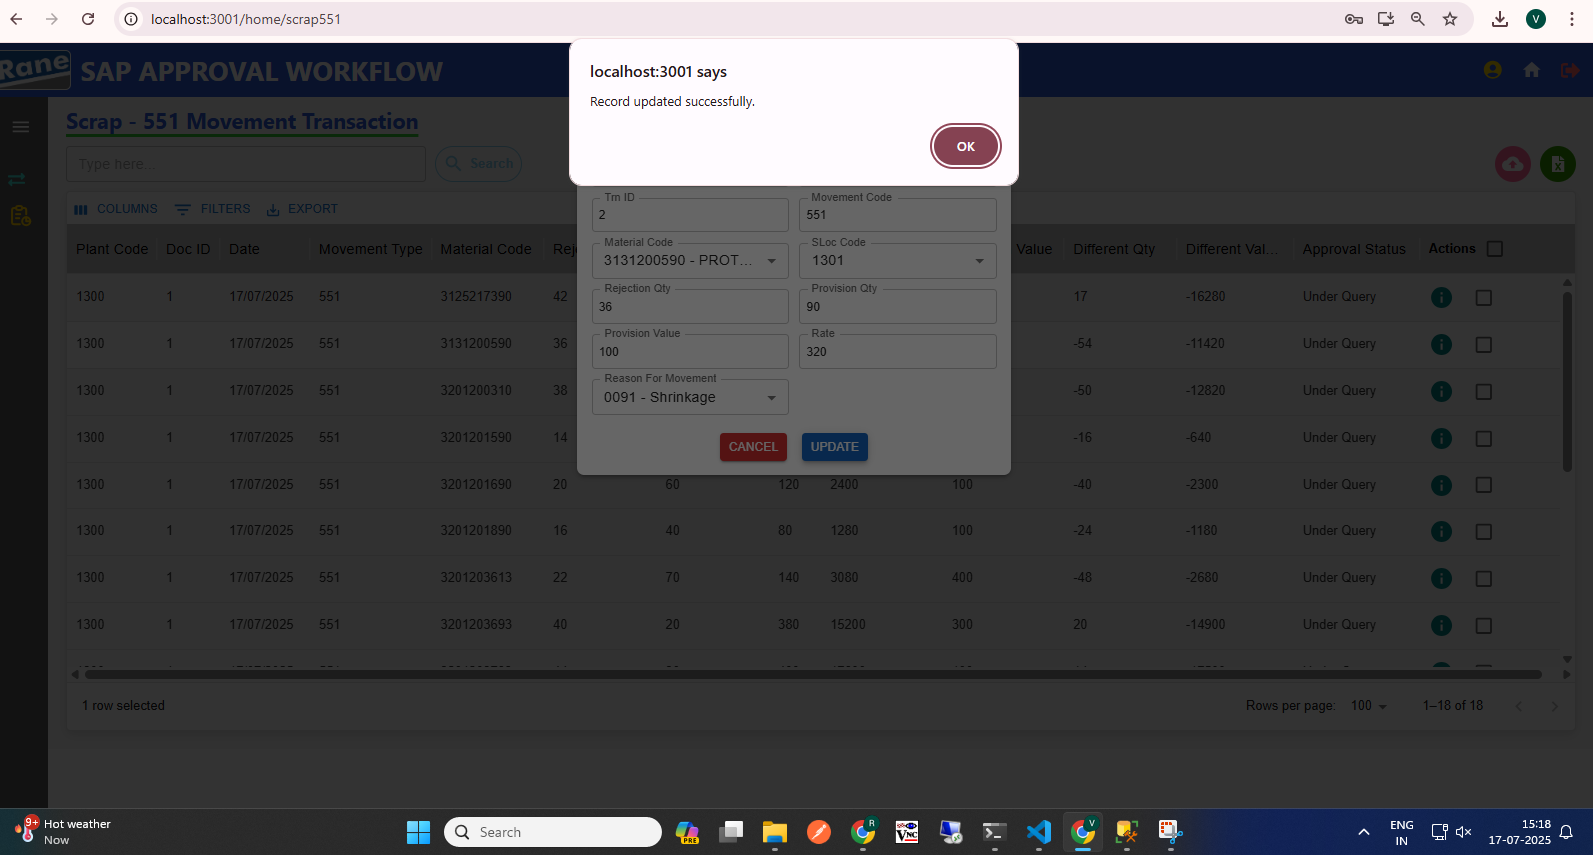 localhost:3001/home/scrap551
V
localhost:3001 says
Record updated successfully.
OK
Rane
SAP APPROVAL WORKFLOW
Scrap - 551 Movement Transaction
Type here...
Search
COLUMNS FILTERS EXPORT
Plant Code Doc ID Date Movement Type Material Code Value Different Qty Different Val... Approval Status Actions
1300 1 17/07/2025 551 3125217390 42 17 -16280 Under Query
1300 1 17/07/2025 551 3131200590 36 -54 -11420 Under Query
1300 1 17/07/2025 551 3201200310 38 -50 -12820 Under Query
1300 1 17/07/2025 551 3201201590 14 -16 -640 Under Query
1300 1 17/07/2025 551 3201201690 20 60 120 2400 100 -40 -2300 Under Query
1300 1 17/07/2025 551 3201201890 16 40 80 1280 100 -24 -1180 Under Query
1300 1 17/07/2025 551 3201203613 22 70 140 3080 400 -48 -2680 Under Query
1300 1 17/07/2025 551 3201203693 40 20 380 15200 300 20 -14900 Under Query
Trn ID
2
Movement Code
551
Material Code
3131200590 - PROT...
SLoc Code
1301
Rejection Qty
36
Provision Qty
90
Provision Value
100
Rate
320
Reason For Movement
0091 - Shrinkage
CANCEL UPDATE
1 row selected
Rows per page: 100 1–18 of 18
9+
Hot weather
Now
Search
PRE
R
VNC
V
ENG
IN
15:18
17-07-2025